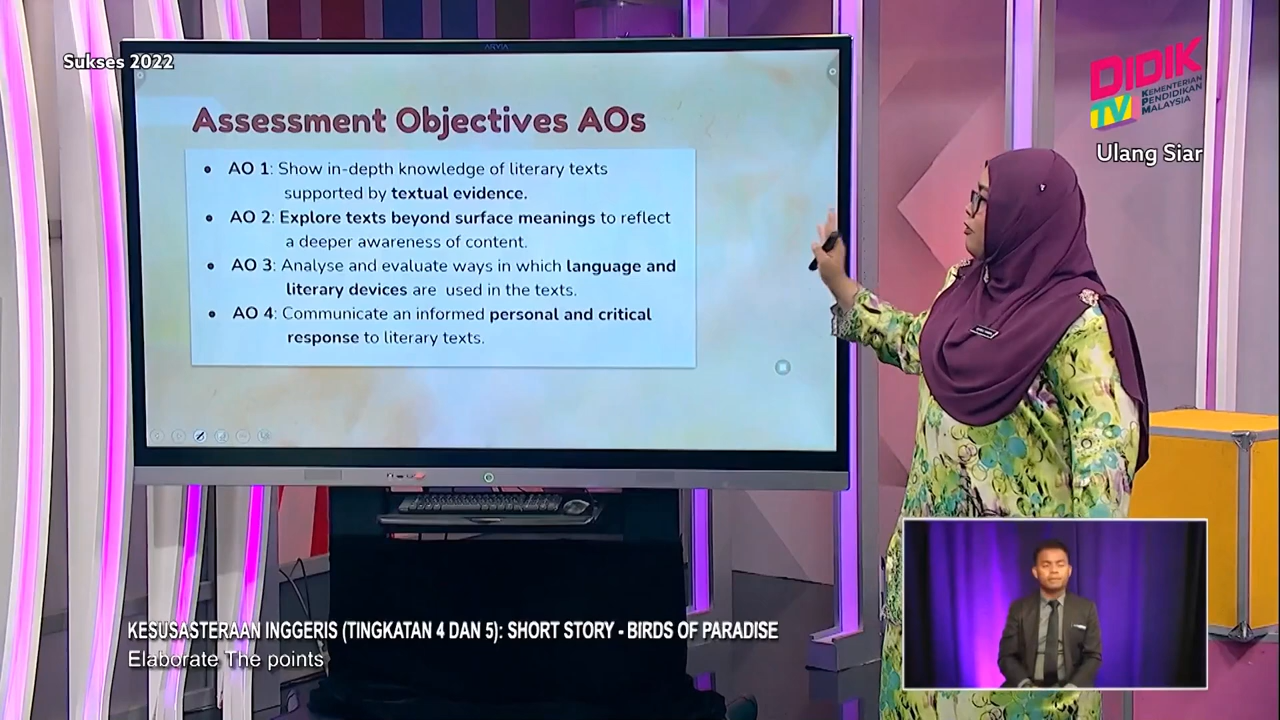 Sukses 2022
ARVIA
DIDIK
TV
KEMENTERIAN
PENDIDIKAN
MALAYSIA
Ulang Siar
Assessment Objectives AOs
• AO 1: Show in-depth knowledge of literary texts
supported by textual evidence.
• AO 2: Explore texts beyond surface meanings to reflect
a deeper awareness of content.
• AO 3: Analyse and evaluate ways in which language and
literary devices are used in the texts.
• AO 4: Communicate an informed personal and critical
response to literary texts.
KESUSASTERAAN INGGERIS (TINGKATAN 4 DAN 5): SHORT STORY - BIRDS OF PARADISE
Elaborate The points